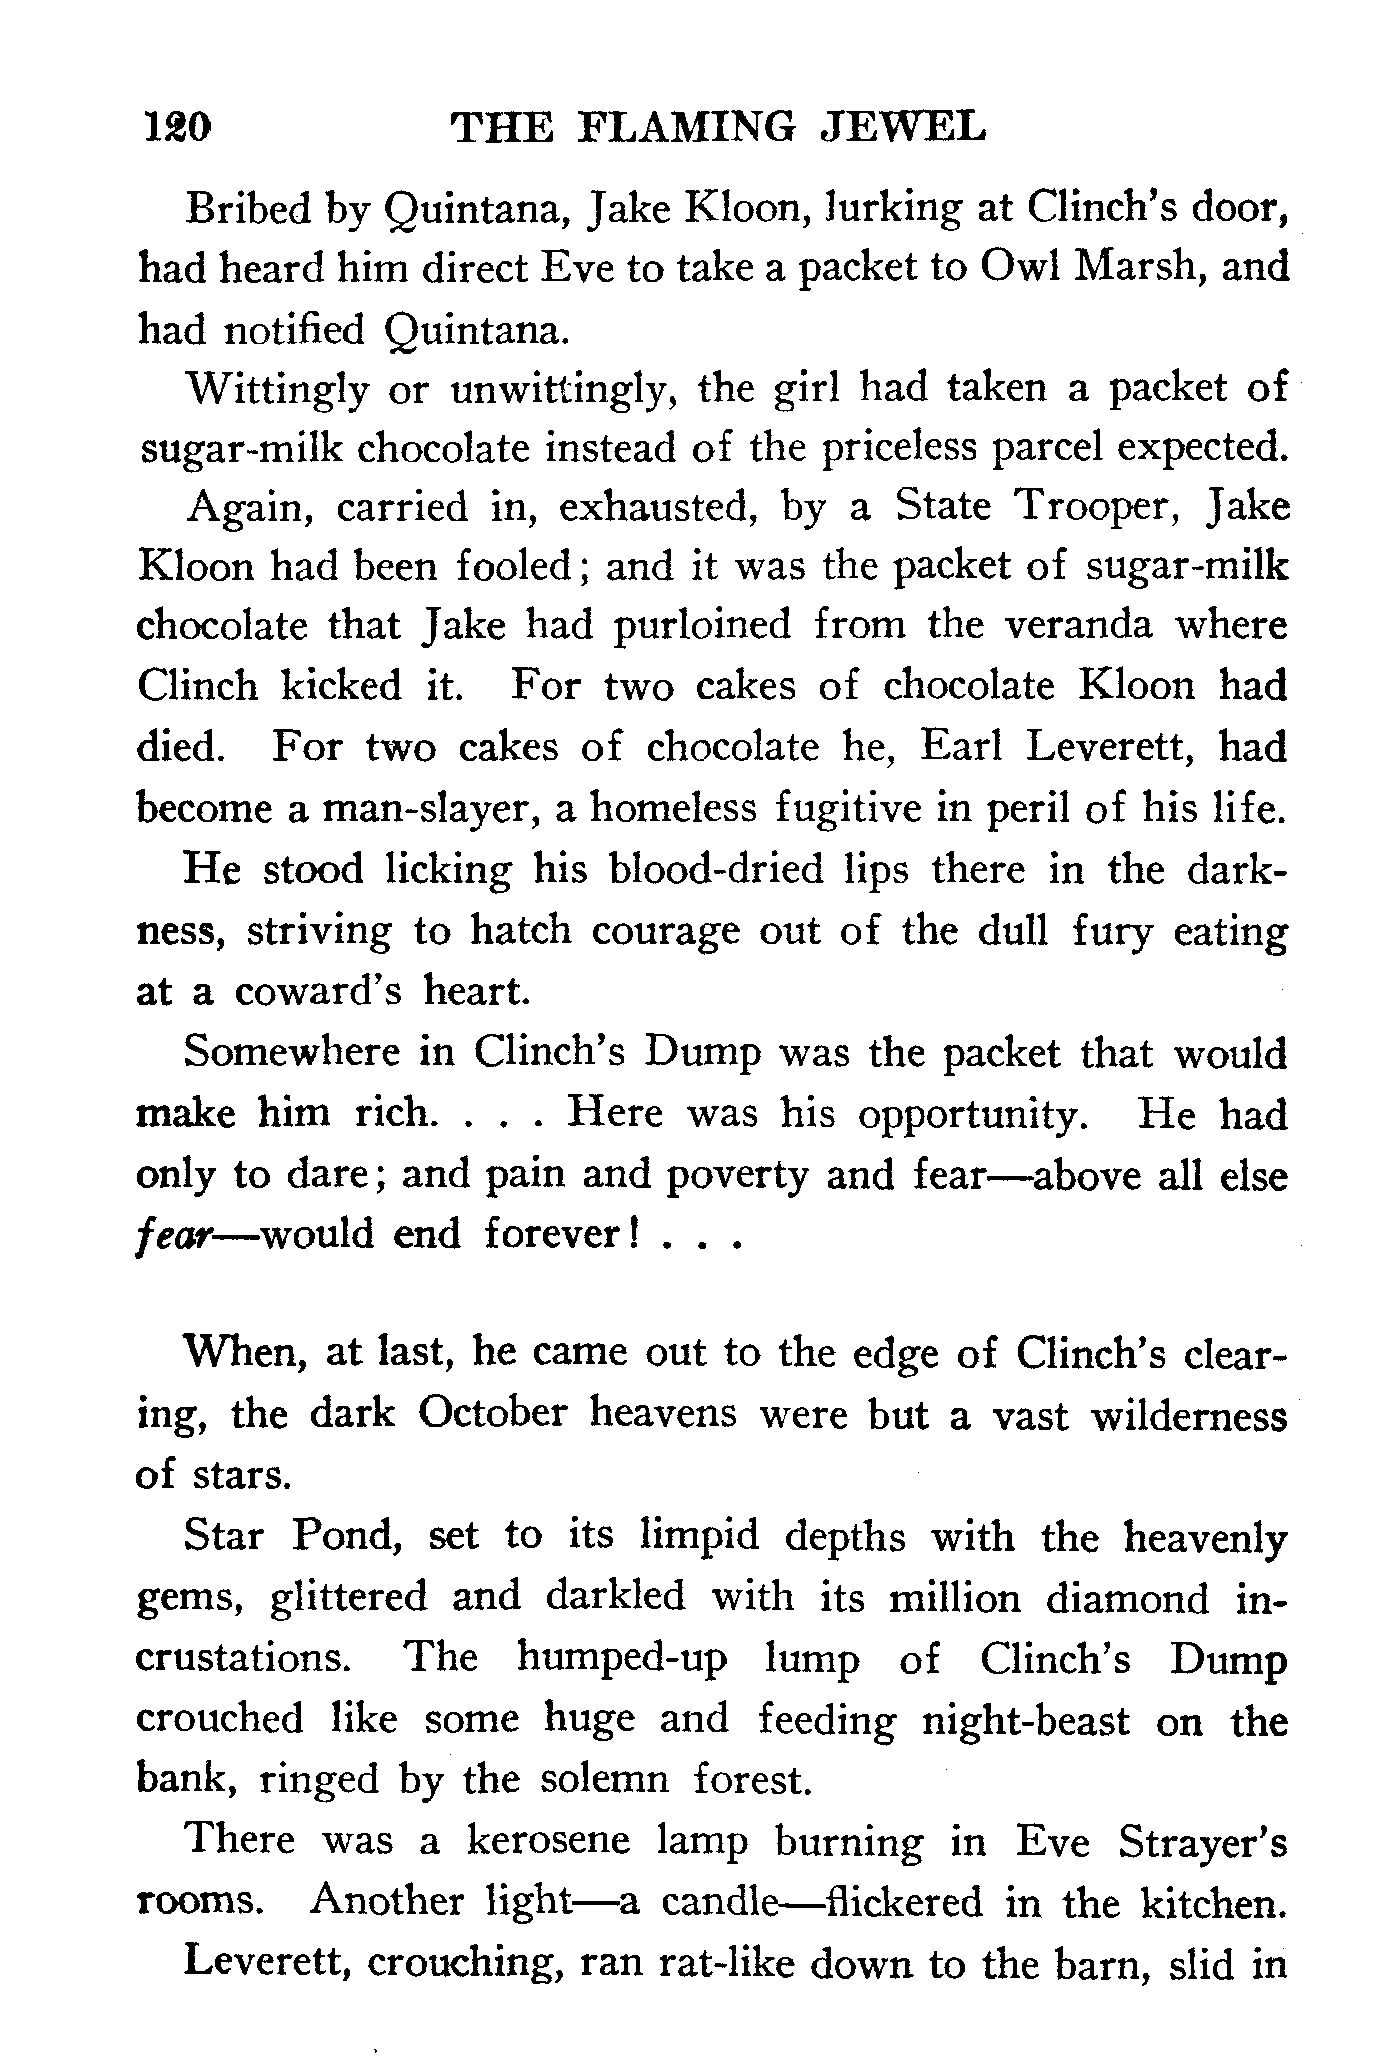 120 THE FLAMING JEWEL
Bribed by Quintana, Jake Kloon, lurking at Clinch's door,
had heard him direct Eve to take a packet to Owl Marsh, and
had notified Quintana.
Wittingly or unwittingly, the girl had taken a packet of
sugar-milk chocolate instead of the priceless parcel expected.
Again, carried in, exhausted, by a State Trooper, Jake
Kloon had been fooled; and it was the packet of sugar-milk
chocolate that Jake had purloined from the veranda where
Clinch kicked it. For two cakes of chocolate Kloon had
died. For two cakes of chocolate he, Earl Leverett, had
become a man-slayer, a homeless fugitive in peril of his life.
He stood licking his blood-dried lips there in the dark-
ness, striving to hatch courage out of the dull fury eating
at a coward's heart.
Somewhere in Clinch's Dump was the packet that would
make him rich. . . . Here was his opportunity. He had
only to dare; and pain and poverty and fear—above all else
fear—would end forever! . . .
When, at last, he came out to the edge of Clinch's clear-
ing, the dark October heavens were but a vast wilderness
of stars.
Star Pond, set to its limpid depths with the heavenly
gems, glittered and darkled with its million diamond in-
crustations. The humped-up lump of Clinch's Dump
crouched like some huge and feeding night-beast on the
bank, ringed by the solemn forest.
There was a kerosene lamp burning in Eve Strayer's
rooms. Another light—a candle—flickered in the kitchen.
Leverett, crouching, ran rat-like down to the barn, slid in